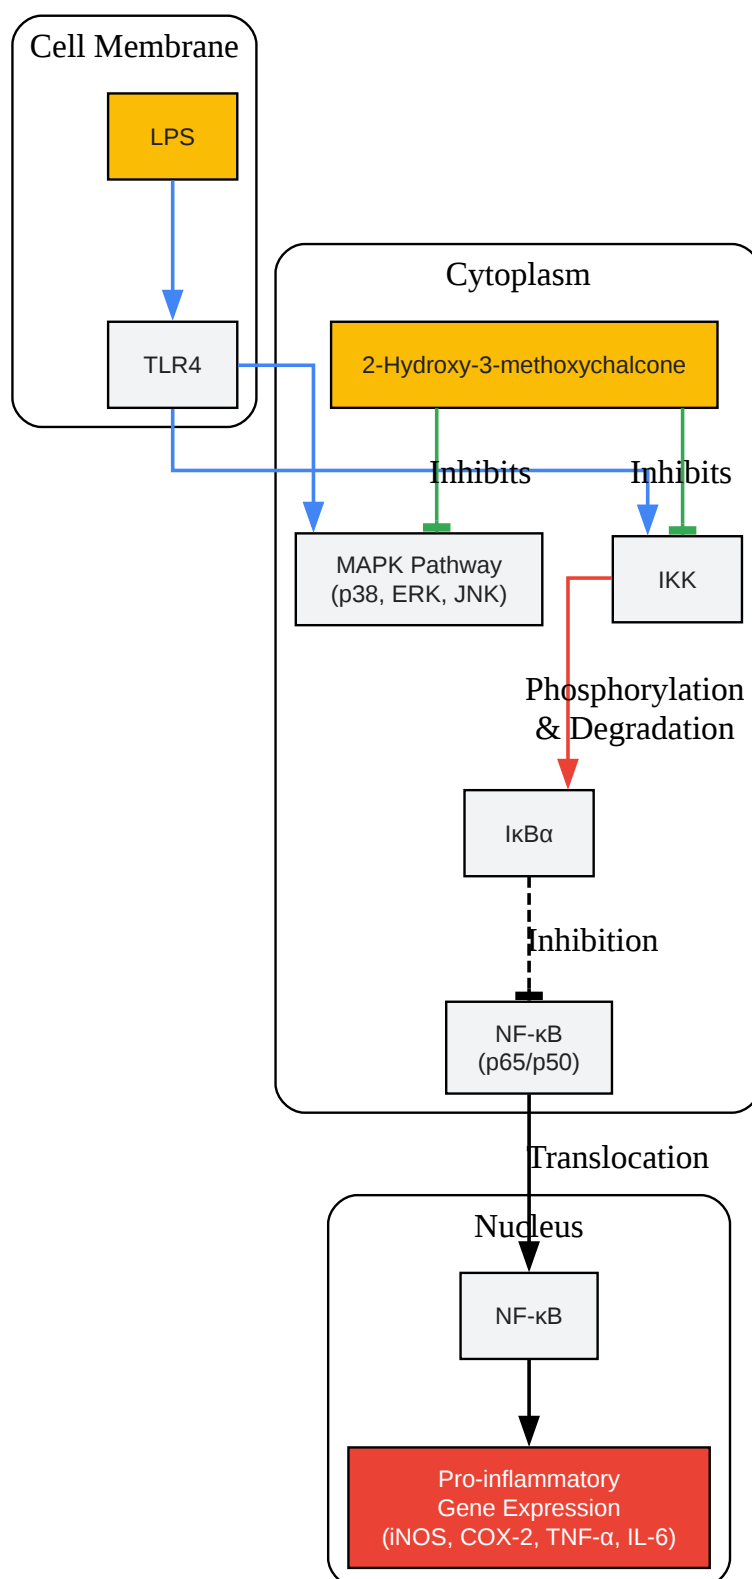 Cell Membrane
LPS
TLR4
Cytoplasm
2-Hydroxy-3-methoxychalcone
Inhibits
Inhibits
MAPK Pathway
(p38, ERK, JNK)
IKK
Phosphorylation
& Degradation
IκBα
Inhibition
NF-κB
(p65/p50)
Translocation
Nucleus
NF-κB
Pro-inflammatory
Gene Expression
(iNOS, COX-2, TNF-α, IL-6)